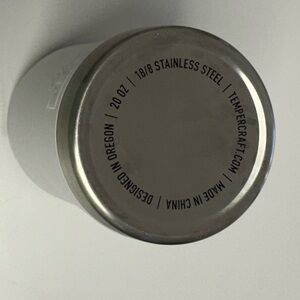 20 OZ | 18/8 STAINLESS STEEL | TEMPERCRAFT.COM | MADE IN CHINA | DESIGNED IN OREGON |